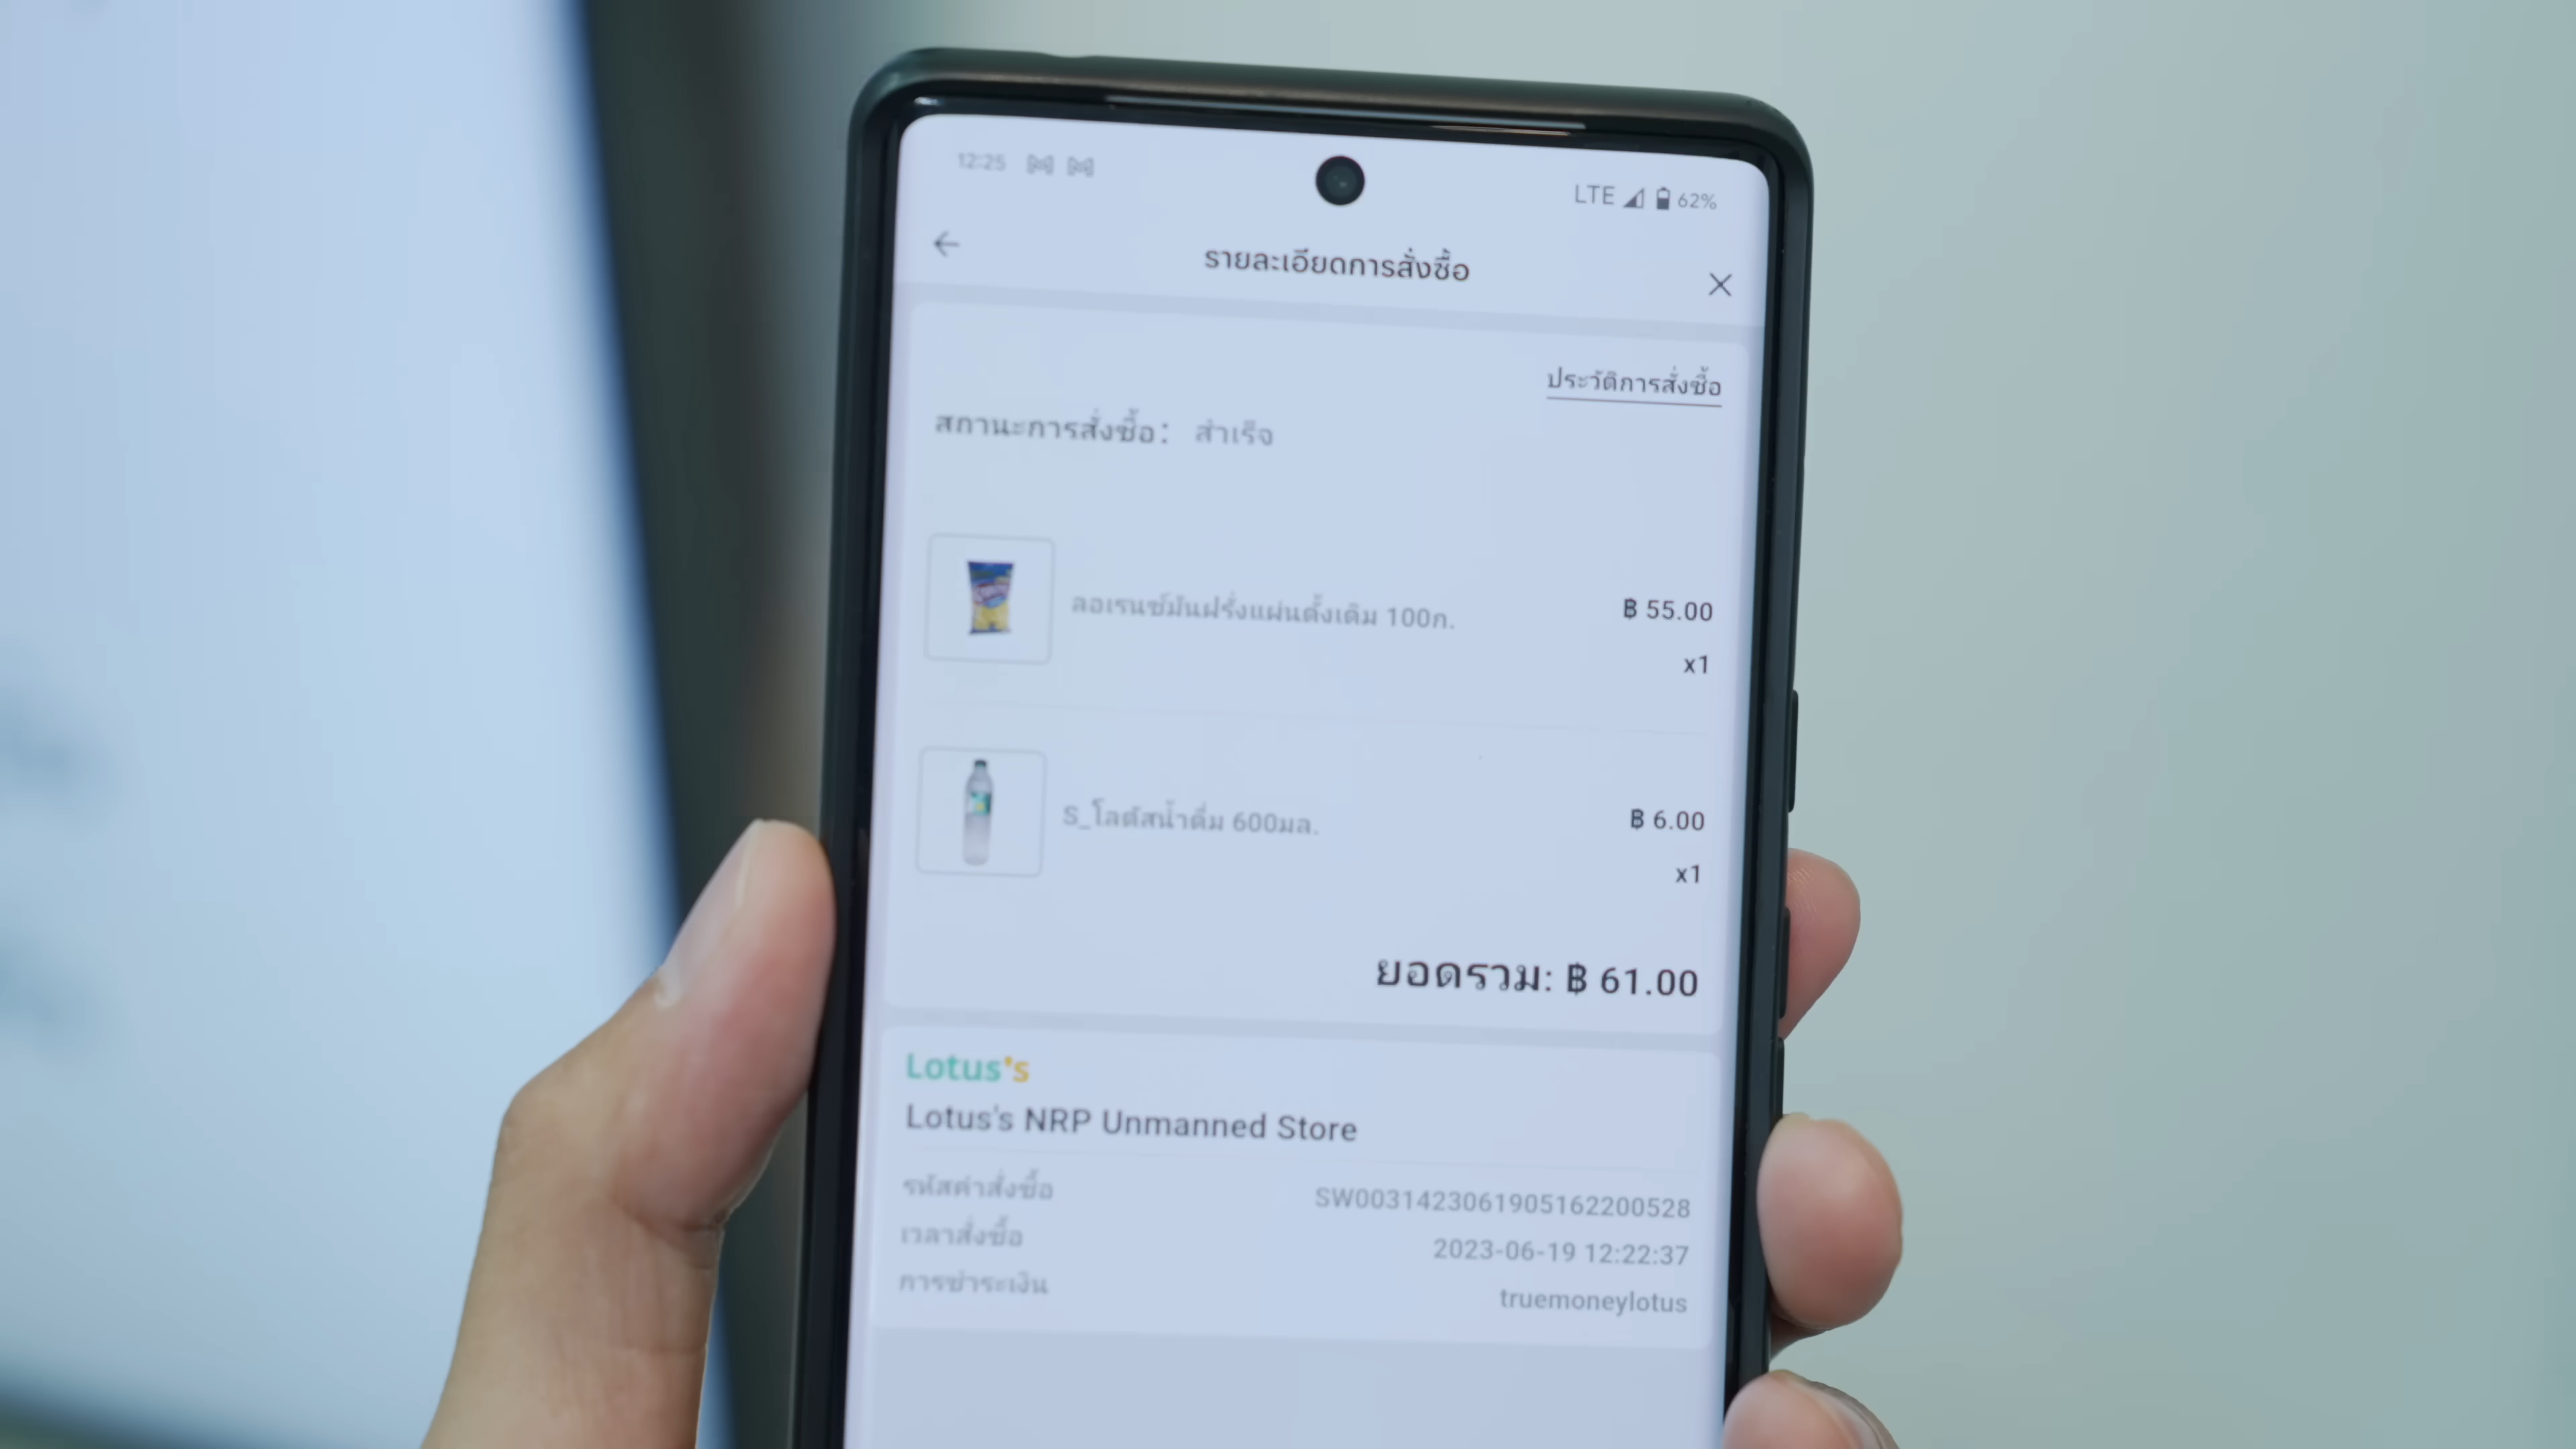 12:25
LTE 62%
รายละเอียดการสั่งซื้อ
ประวัติการสั่งซื้อ
สถานะการสั่งซื้อ: สำเร็จ
ลอเรนซ์มันฝรั่งแผ่นดั้งเดิม 100ก.
฿ 55.00
x1
S_โลตัสน้ำดื่ม 600มล.
฿ 6.00
x1
ยอดรวม: ฿ 61.00
Lotus's
Lotus's NRP Unmanned Store
รหัสคำสั่งซื้อ SW0031423061905162200528
เวลาสั่งซื้อ 2023-06-19 12:22:37
การชำระเงิน truemoneylotus